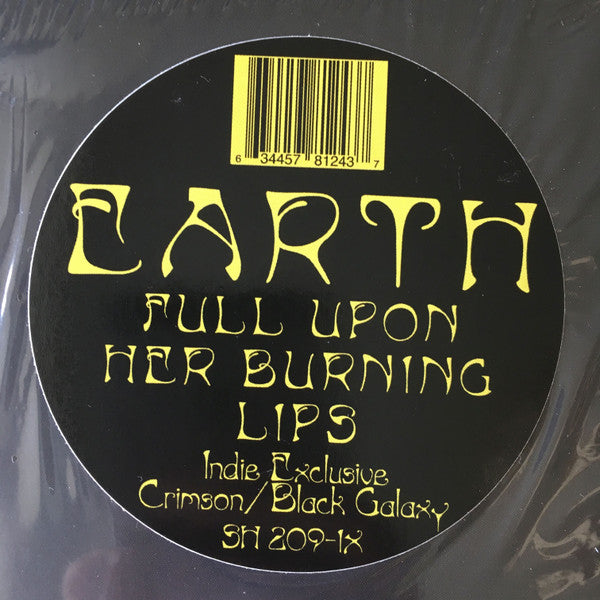 6 34457 81243 7
EARTH
FULL UPON
HER BURNING
LIPS
Indie Exclusive
Crimson/Black Galaxy
SH 209-1X